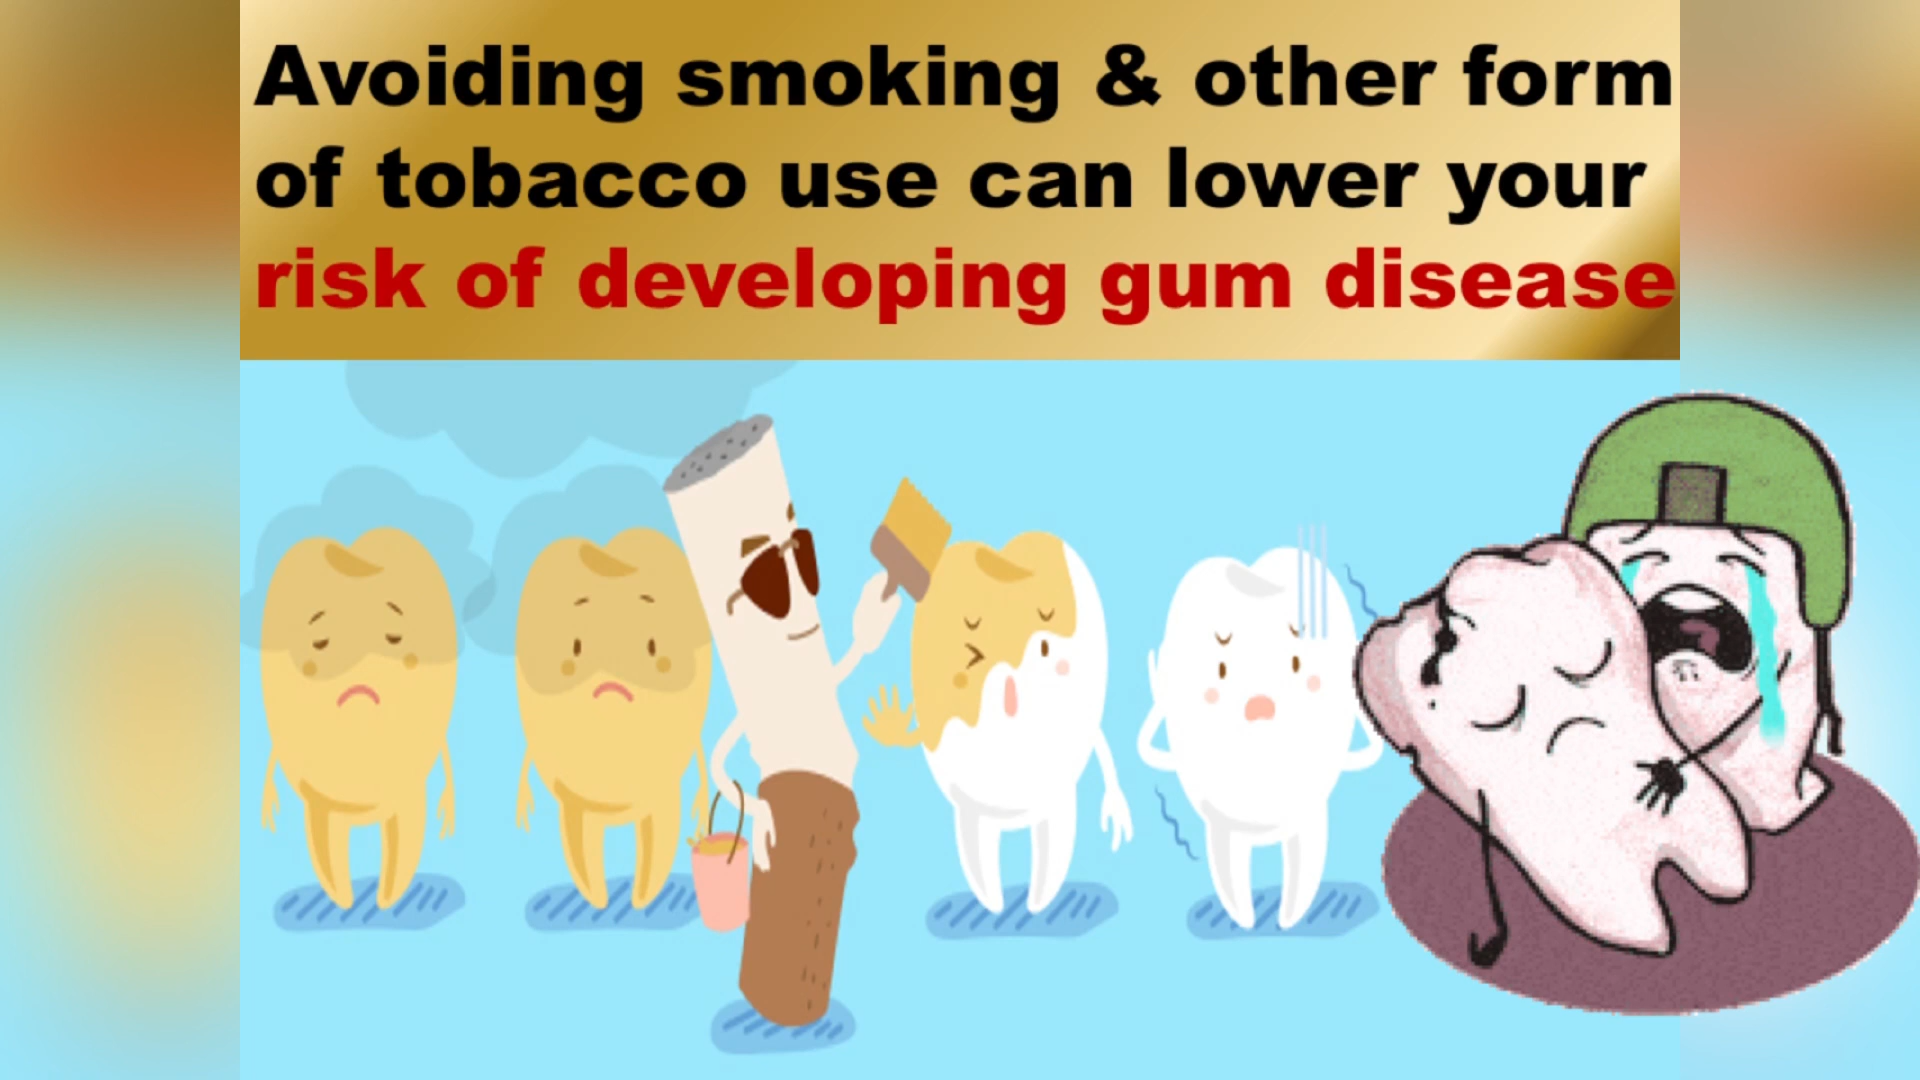 Avoiding smoking & other form
of tobacco use can lower your
risk of developing gum disease